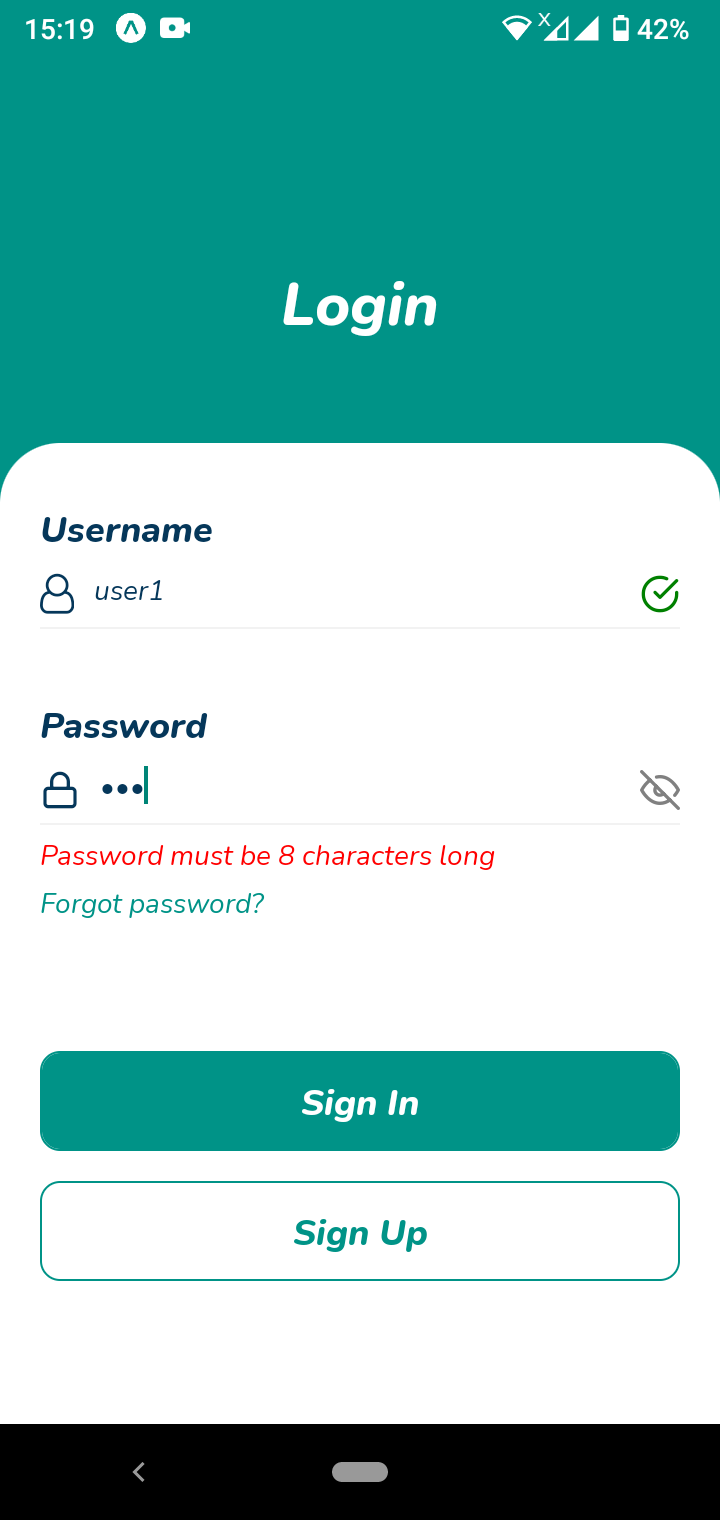 15:19
X
42%
Login
Username
user1
Password
•••
Password must be 8 characters long
Forgot password?
Sign In
Sign Up